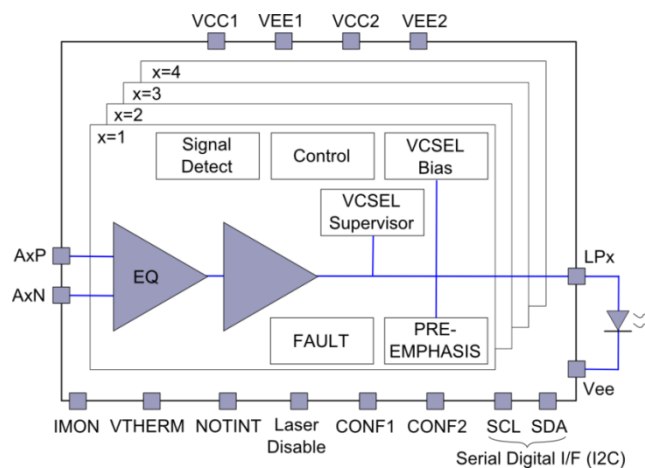 VCC1 VEE1 VCC2 VEE2
x=4
x=3
x=2
x=1
Signal
Detect
Control
VCSEL
Bias
VCSEL
Supervisor
AxP
EQ
AxN
LPx
FAULT
PRE-
EMPHASIS
Vee
IMON VTHERM NOTINT Laser
Disable CONF1 CONF2 SCL SDA
Serial Digital I/F (I2C)